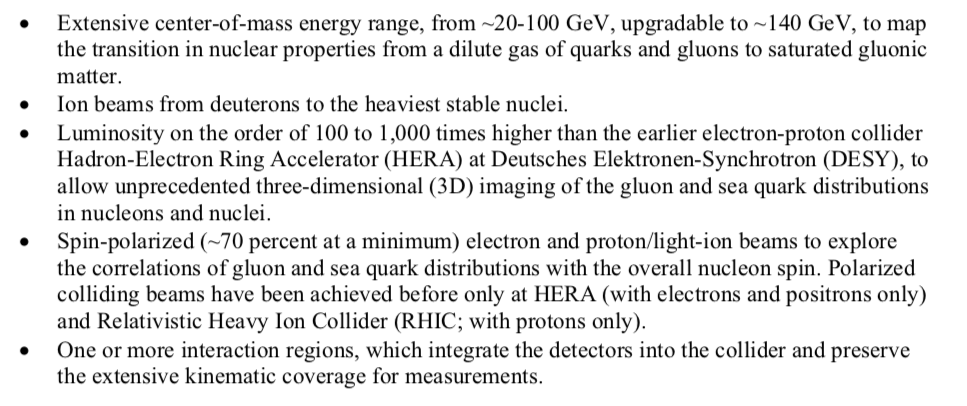 • Extensive center-of-mass energy range, from ~20-100 GeV, upgradable to ~140 GeV, to map
the transition in nuclear properties from a dilute gas of quarks and gluons to saturated gluonic
matter.
• Ion beams from deuterons to the heaviest stable nuclei.
• Luminosity on the order of 100 to 1,000 times higher than the earlier electron-proton collider
Hadron-Electron Ring Accelerator (HERA) at Deutsches Elektronen-Synchrotron (DESY), to
allow unprecedented three-dimensional (3D) imaging of the gluon and sea quark distributions
in nucleons and nuclei.
• Spin-polarized (~70 percent at a minimum) electron and proton/light-ion beams to explore
the correlations of gluon and sea quark distributions with the overall nucleon spin. Polarized
colliding beams have been achieved before only at HERA (with electrons and positrons only)
and Relativistic Heavy Ion Collider (RHIC; with protons only).
• One or more interaction regions, which integrate the detectors into the collider and preserve
the extensive kinematic coverage for measurements.